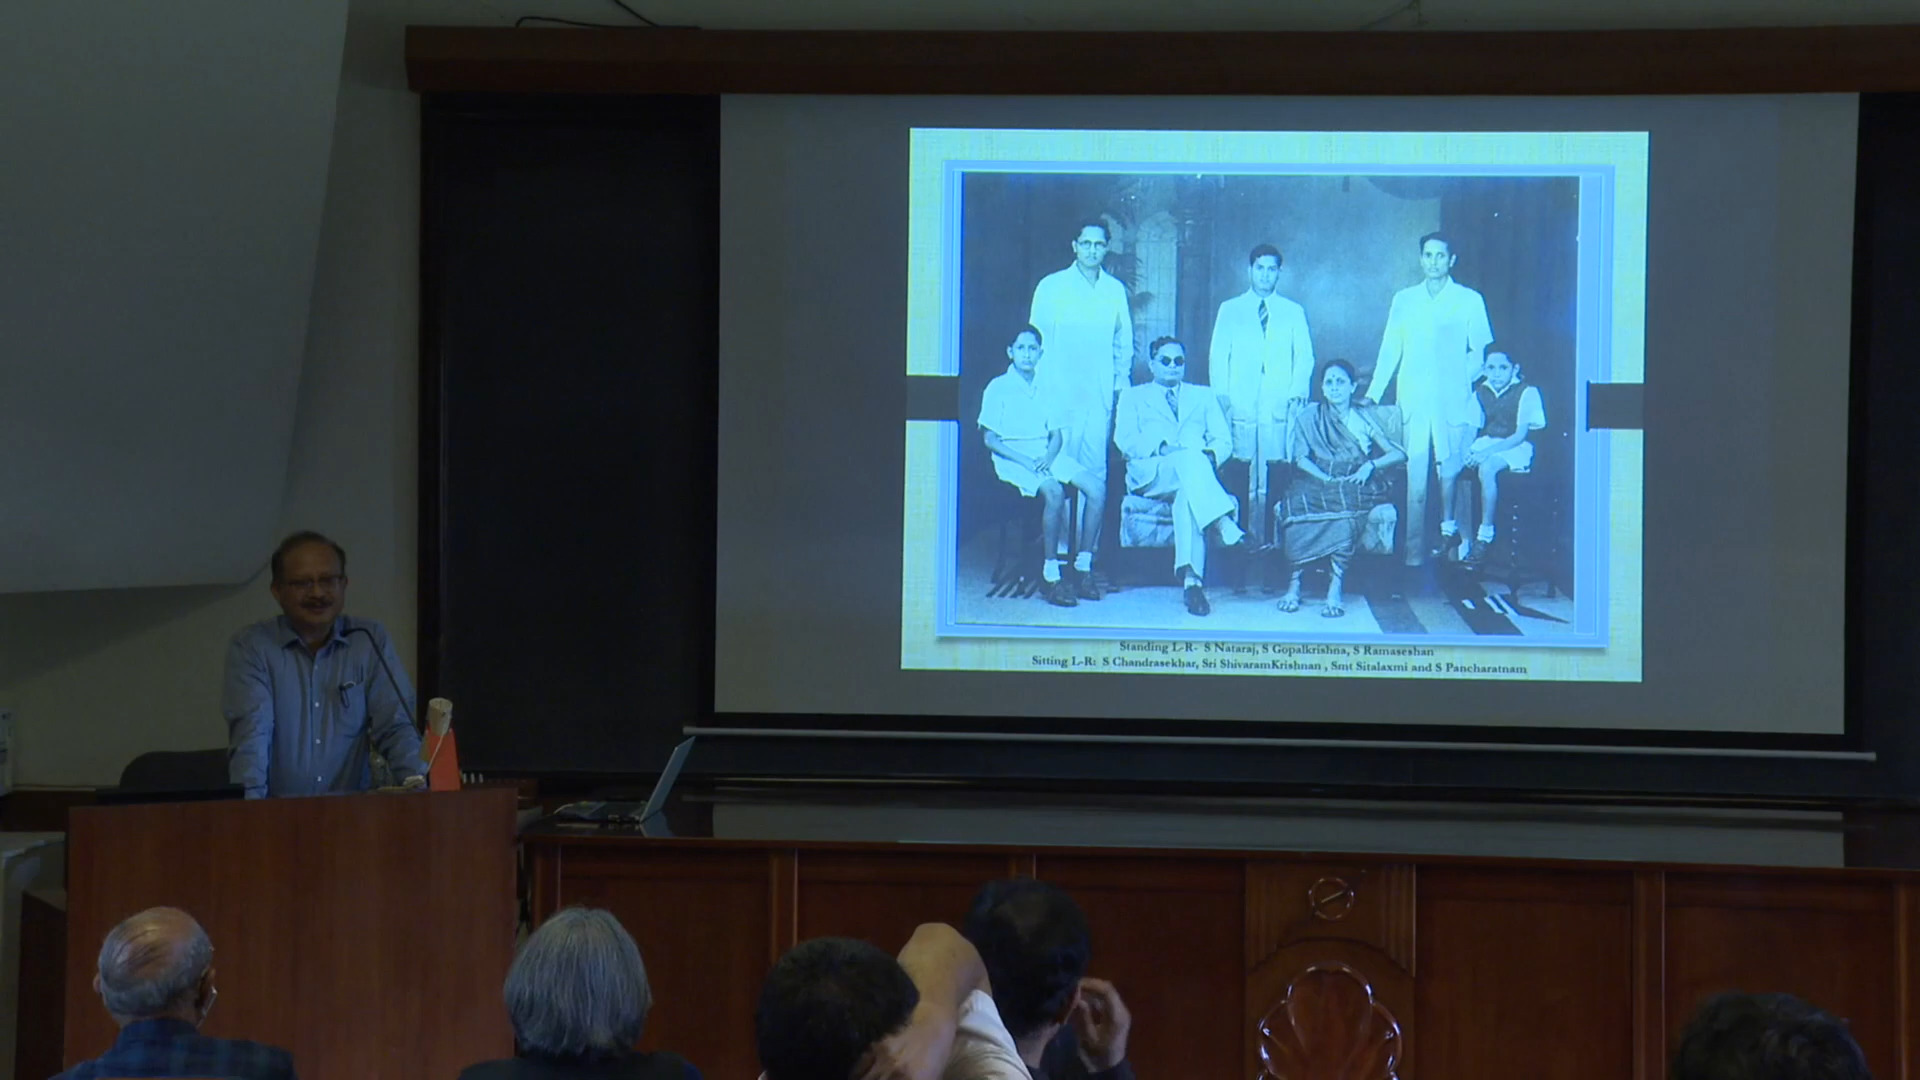 Standing L-R- S Nataraj, S Gopalkrishna, S Ramaseshan
Sitting L-R: S Chandrasekhar, Sri ShivaramKrishnan , Smt Sitalaxmi and S Pancharatnam